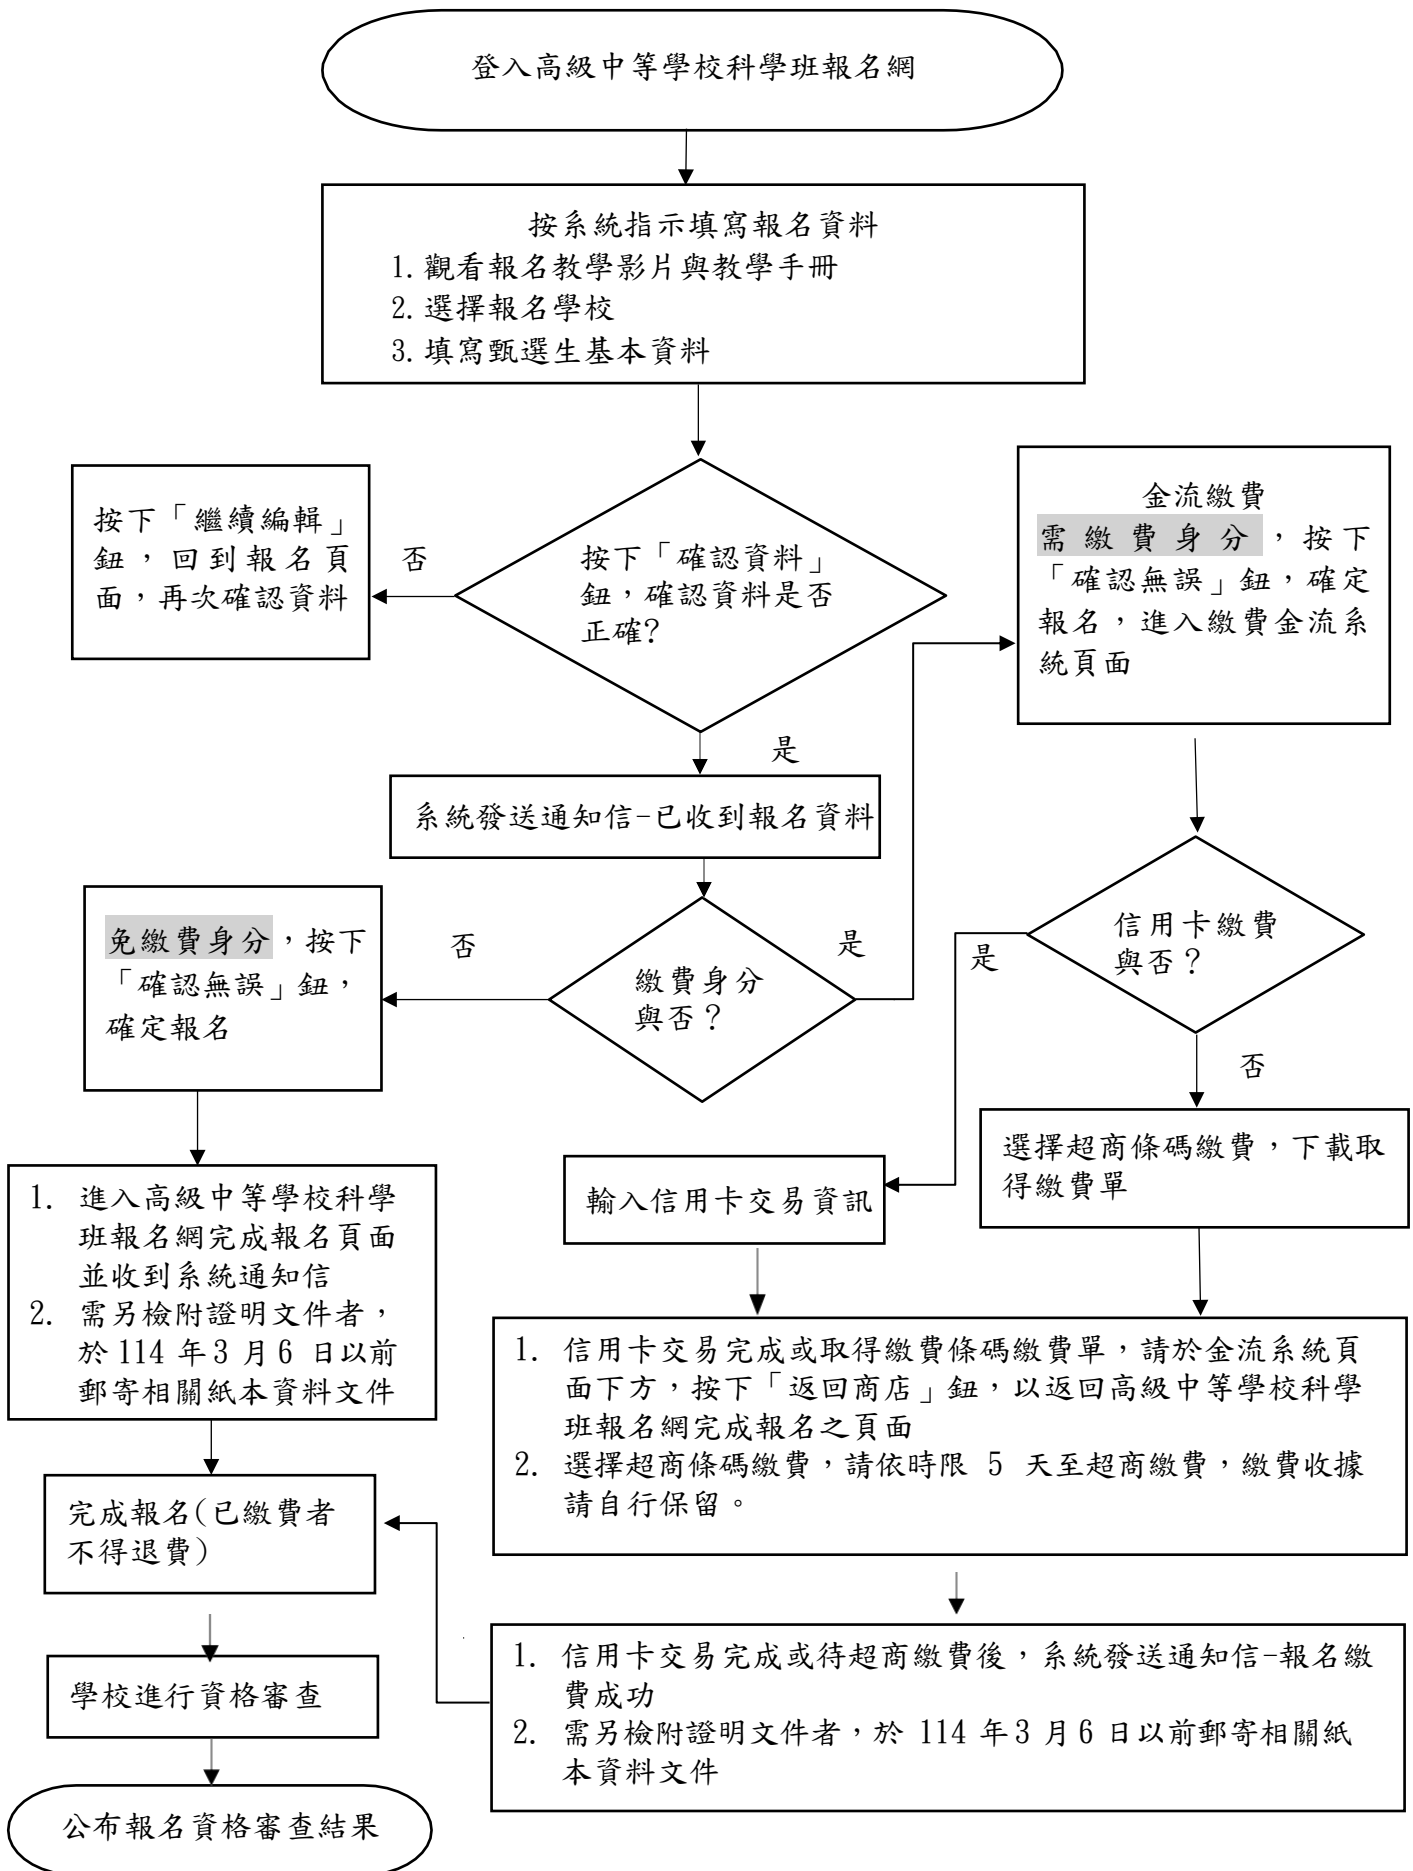 登入高級中等學校科學班報名網
按系統指示填寫報名資料
1.觀看報名教學影片與教學手冊
2.選擇報名學校
3.填寫甄選生基本資料
按下「確認資料」
鈕，確認資料是否
正確?
否
按下「繼續編輯」
鈕，回到報名頁
面，再次確認資料
是
系統發送通知信-已收到報名資料
繳費身分
與否？
否
免繳費身分，按下
「確認無誤」鈕，
確定報名
1. 進入高級中等學校科學
班報名網完成報名頁面
並收到系統通知信
2. 需另檢附證明文件者，
於 114 年 3 月 6 日以前
郵寄相關紙本資料文件
是
金流繳費
需繳費身分，按下
「確認無誤」鈕，確定
報名，進入繳費金流系
統頁面
信用卡繳費
與否？
是
輸入信用卡交易資訊
否
選擇超商條碼繳費，下載取
得繳費單
1. 信用卡交易完成或取得繳費條碼繳費單，請於金流系統頁
面下方，按下「返回商店」鈕，以返回高級中等學校科學
班報名網完成報名之頁面
2. 選擇超商條碼繳費，請依時限 5 天至超商繳費，繳費收據
請自行保留。
1. 信用卡交易完成或待超商繳費後，系統發送通知信-報名繳
費成功
2. 需另檢附證明文件者，於 114 年 3 月 6 日以前郵寄相關紙
本資料文件
完成報名(已繳費者
不得退費)
學校進行資格審查
公布報名資格審查結果